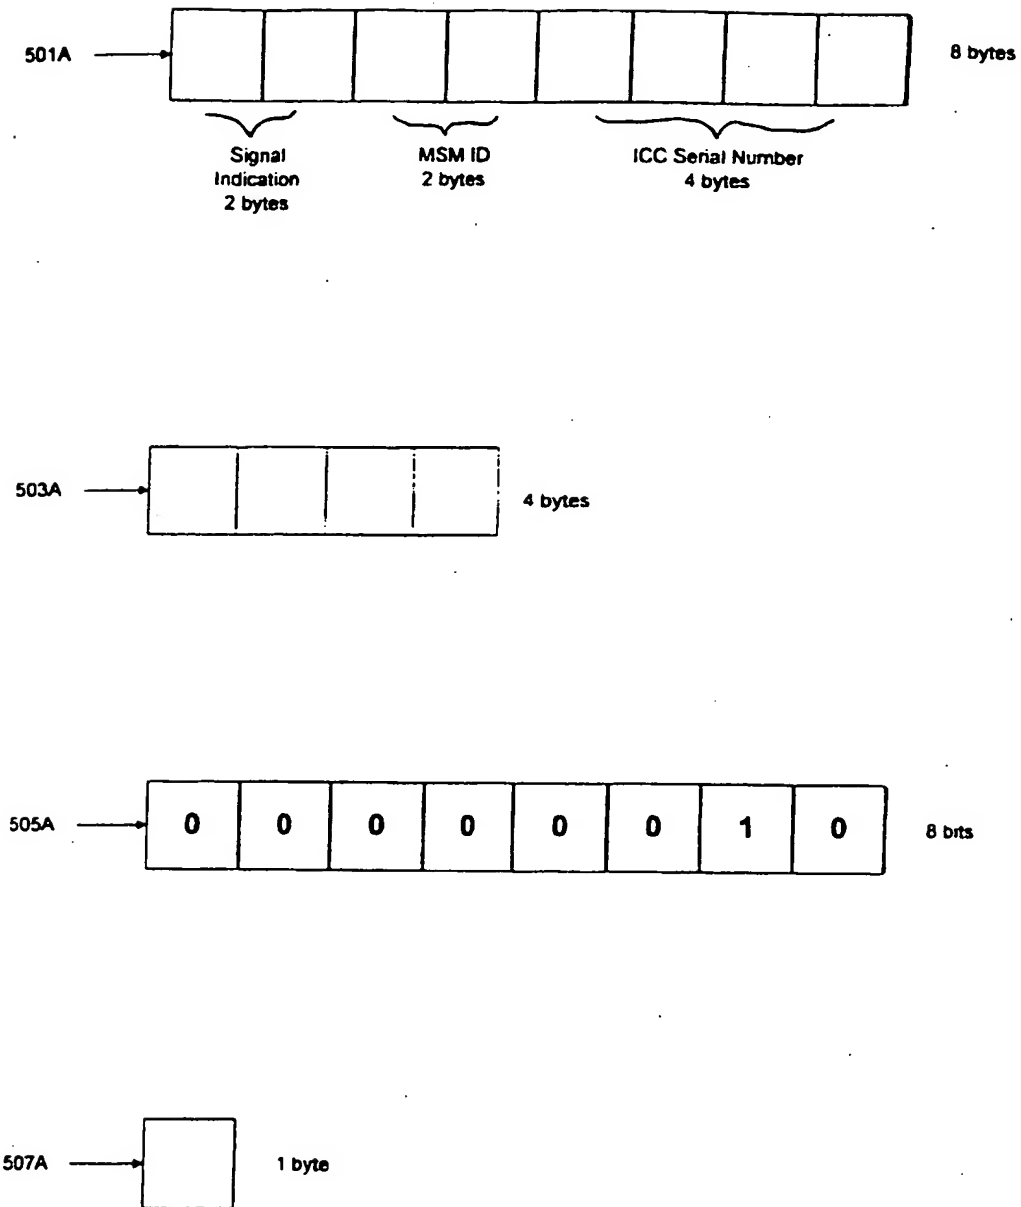 501A
8 bytes
Signal
Indication
2 bytes
MSM ID
2 bytes
ICC Serial Number
4 bytes
503A
4 bytes
505A
0 0 0 0 0 0 1 0
8 bits
507A
1 byte